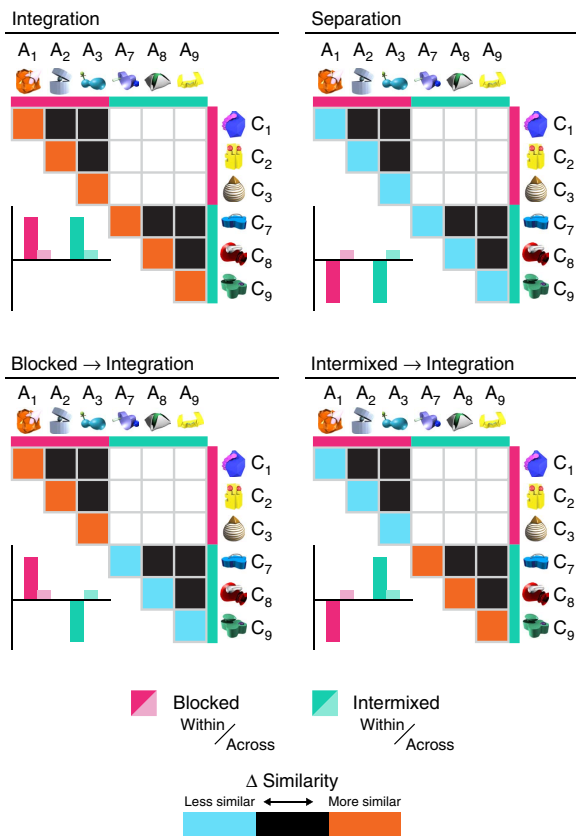 Integration
A1 A2 A3 A7 A8 A9
C1
C2
C3
C7
C8
C9
Separation
A1 A2 A3 A7 A8 A9
C1
C2
C3
C7
C8
C9
Blocked → Integration
A1 A2 A3 A7 A8 A9
C1
C2
C3
C7
C8
C9
Intermixed → Integration
A1 A2 A3 A7 A8 A9
C1
C2
C3
C7
C8
C9
Blocked
Within
Across
Intermixed
Within
Across
Δ Similarity
Less similar ↔ More similar